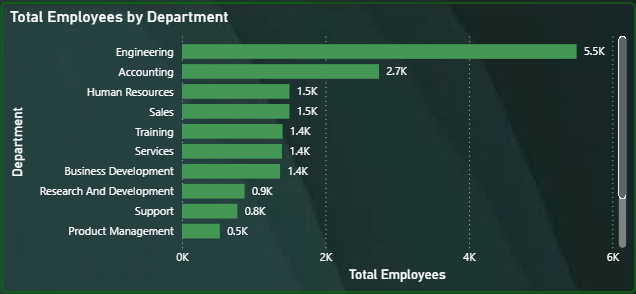 Total Employees by Department
Engineering 5.5K
Accounting 2.7K
Human Resources 1.5K
Sales 1.5K
Training 1.4K
Services 1.4K
Business Development 1.4K
Research And Development 0.9K
Support 0.8K
Product Management 0.5K
Department
0K 2K 4K 6K
Total Employees